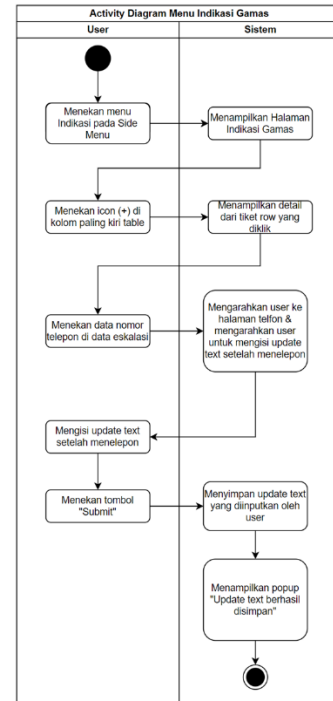 Activity Diagram Menu Indikasi Gamas
User
Sistem
Menekan menu
Indikasi pada Side
Menu
Menampilkan Halaman
Indikasi Gamas
Menekan icon (+) di
kolom paling kiri table
Menampilkan detail
dari tiket row yang
diklik
Menekan data nomor
telepon di data eskalasi
Mengarahkan user ke
halaman telfon &
mengarahkan user
untuk mengisi update
text setelah menelepon
Mengisi update text
setelah menelepon
Menekan tombol
"Submit"
Menyimpan update text
yang diinputkan oleh
user
Menampilkan popup
"Update text berhasil
disimpan"